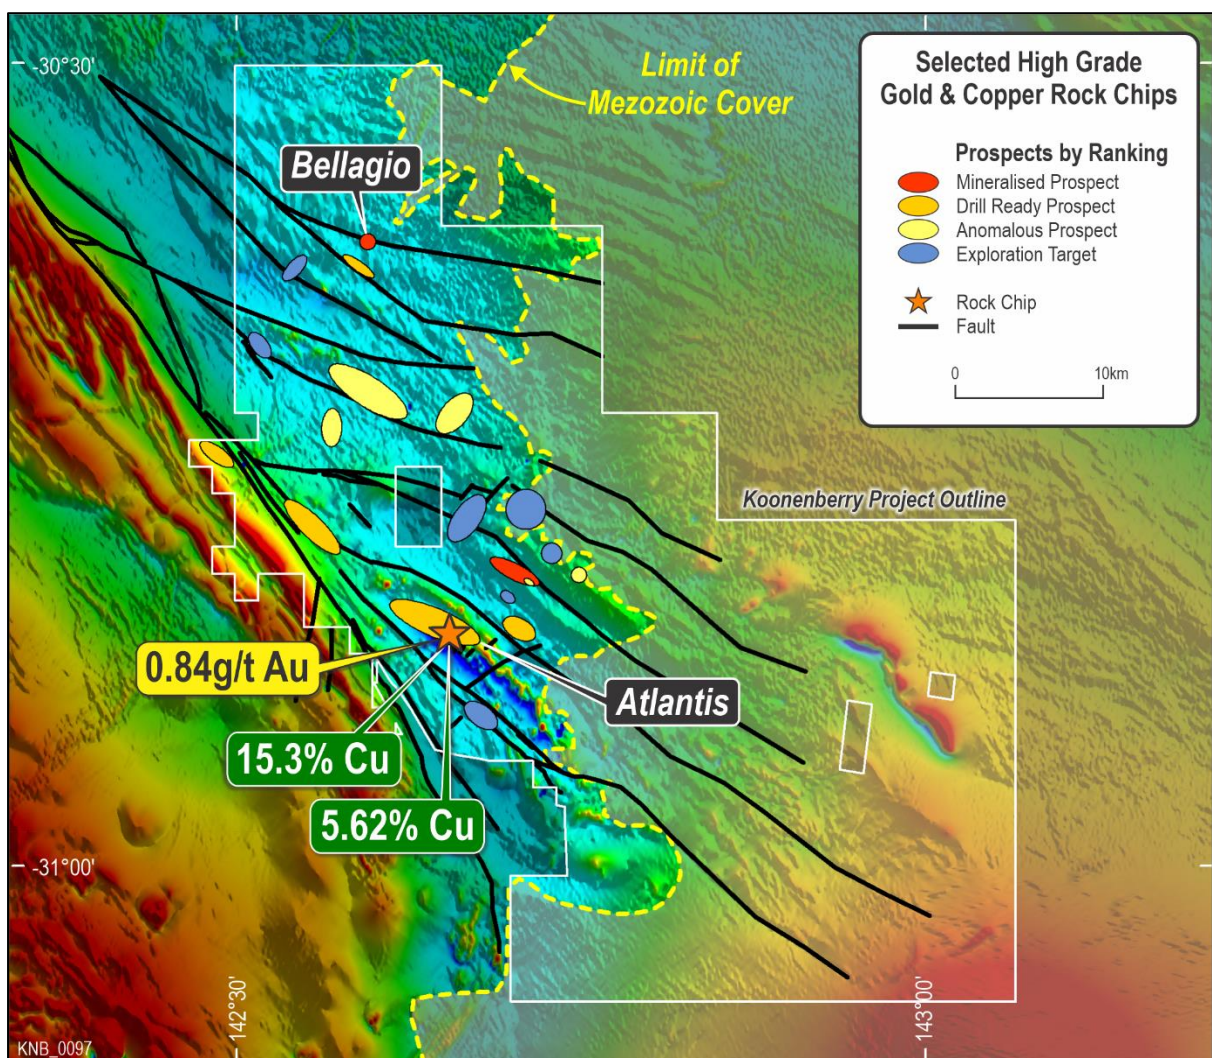 -30°30'
Limit of
Mezozoic Cover
Selected High Grade
Gold & Copper Rock Chips
Prospects by Ranking
Mineralised Prospect
Drill Ready Prospect
Anomalous Prospect
Exploration Target
Rock Chip
Fault
0
10km
Bellagio
Koonenberry Project Outline
0.84g/t Au
Atlantis
15.3% Cu
5.62% Cu
-31°00'
142°30'
143°00'
KNB_0097